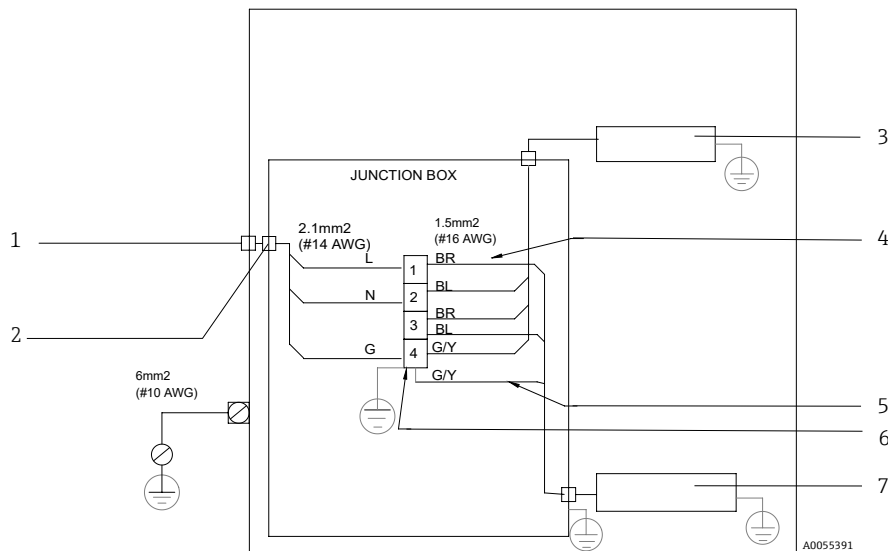 3
JUNCTION BOX
1
2.1mm2
(#14 AWG)
1.5mm2
(#16 AWG)
4
L
1
BR
N
2
BL
BR
3
BL
2
G
4
G/Y
G/Y
6mm2
(#10 AWG)
5
6
7
A0055391